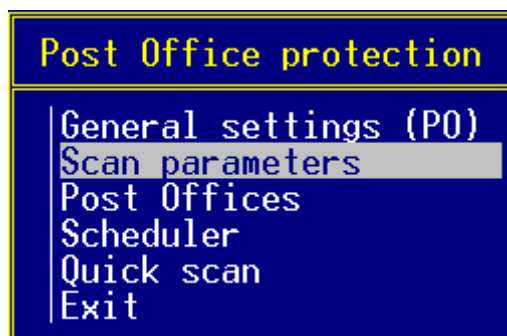 Post Office protection
General settings (PO)
Scan parameters
Post Offices
Scheduler
Quick scan
Exit